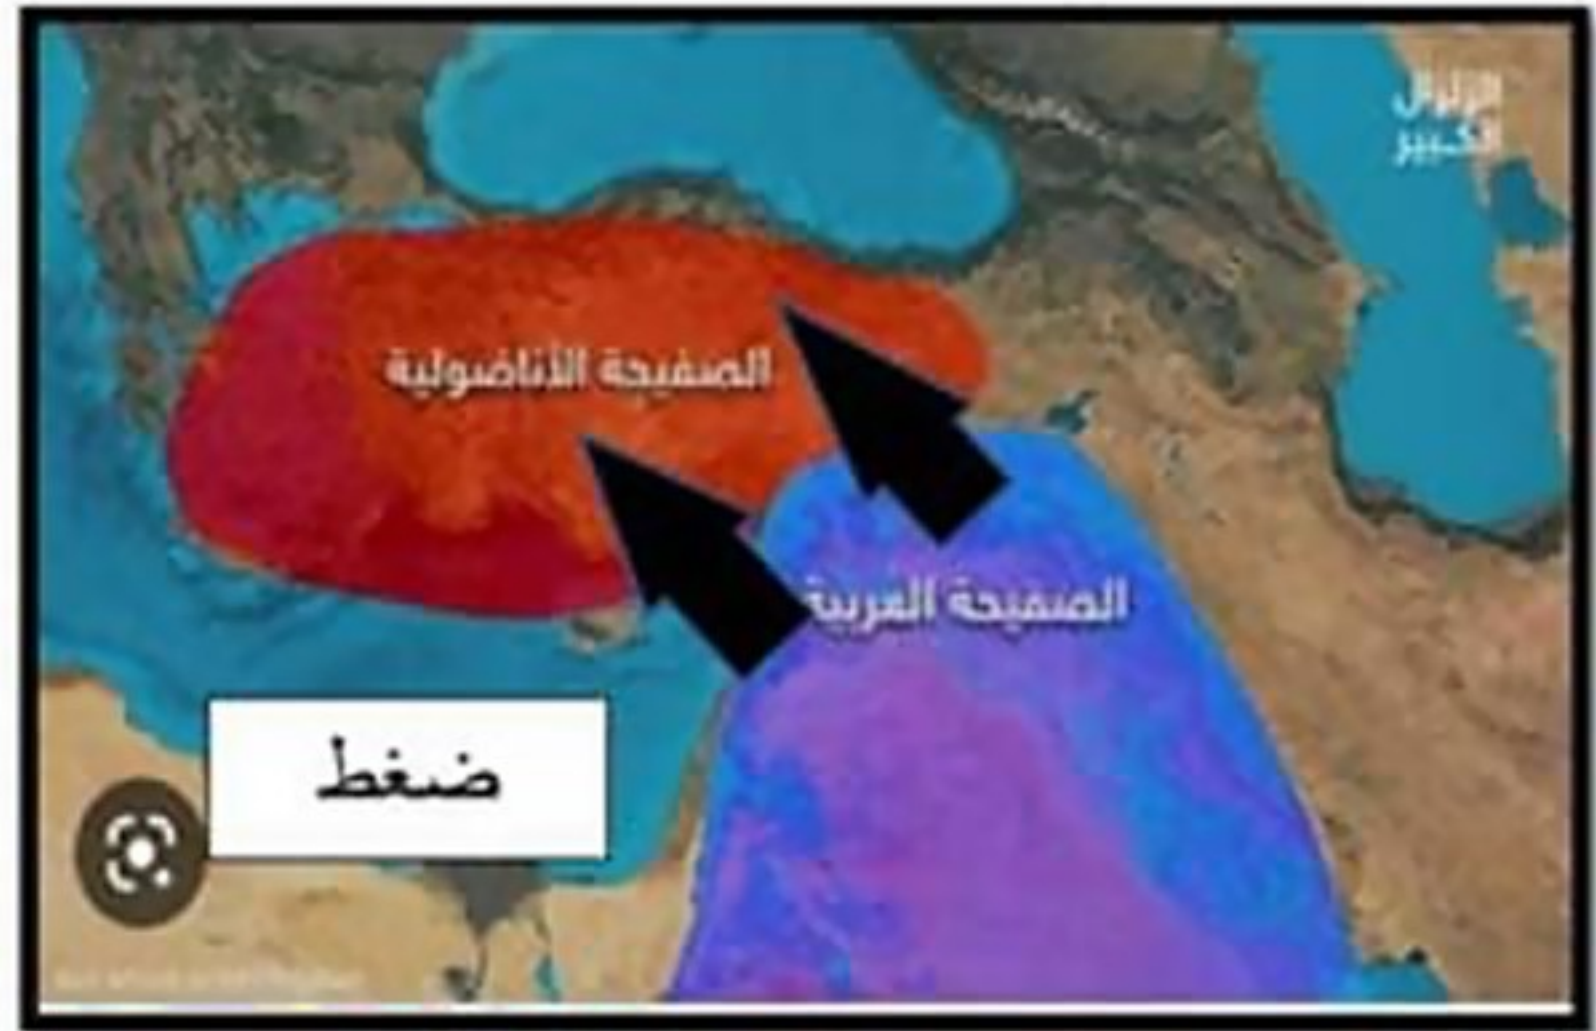 الزلزال
الكبير
الصفيحة الأناضولية
الصفيحة العربية
ضغط